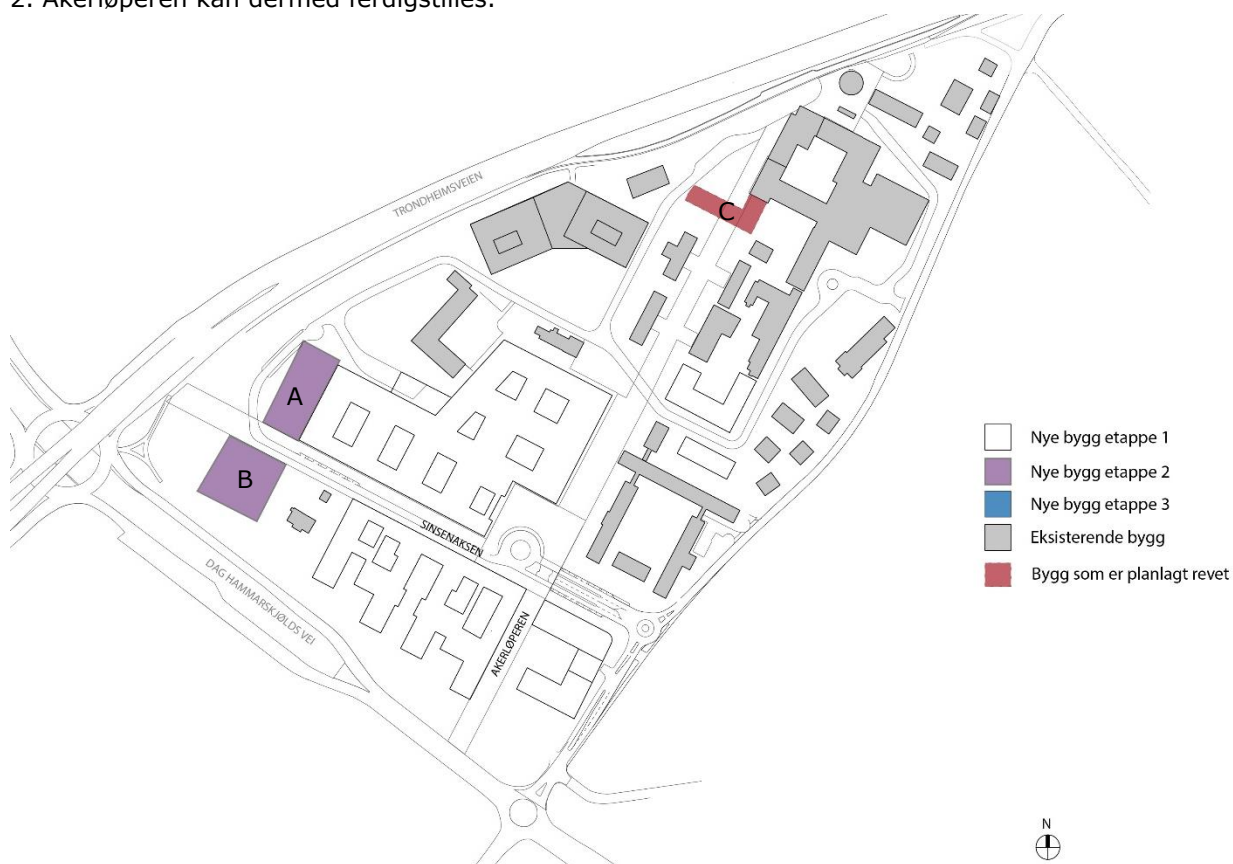 2. Akerløperen kan dermed ferdigstilles.
TRONDHEIMSVEIEN
C
A
B
SINSENAKSEN
DAG HAMMARSKJØLDS VEI
AKERLØPEREN
Nye bygg etappe 1
Nye bygg etappe 2
Nye bygg etappe 3
Eksisterende bygg
Bygg som er planlagt revet
N